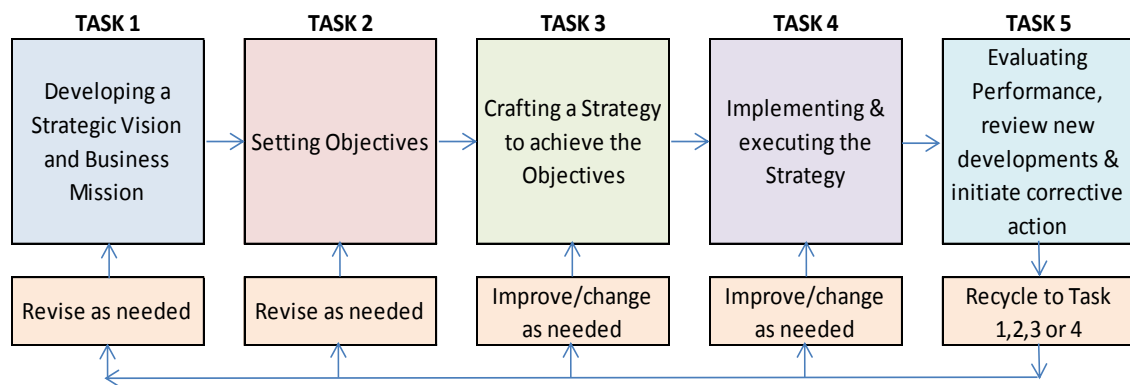 TASK 1
TASK 2
TASK 3
TASK 4
TASK 5
Developing a
Strategic Vision
and Business
Mission
Setting Objectives
Crafting a Strategy
to achieve the
Objectives
Implementing &
executing the
Strategy
Evaluating
Performance,
review new
developments &
initiate corrective
action
Revise as needed
Revise as needed
Improve/change
as needed
Improve/change
as needed
Recycle to Task
1,2,3 or 4